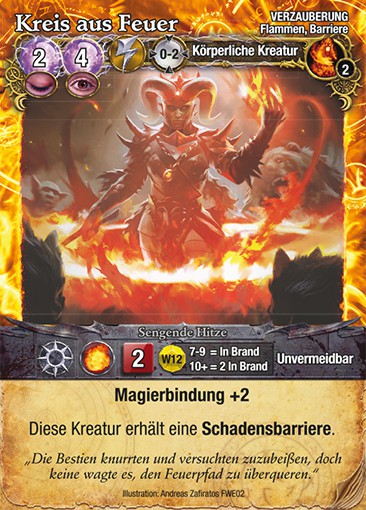 Kreis aus Feuer
VERZAUBERUNG
Flammen, Barriere
2 4 0-2 Körperliche Kreatur
2
Sengende Hitze
2 W12 7-9 = In Brand
10+ = 2 In Brand
Unvermeidbar
Magierbindung +2
Diese Kreatur erhält eine Schadensbarriere.
„Die Bestien knurrten und versuchten zuzubeißen, doch
keine wagte es, den Feuerpfad zu überqueren.“
Illustration: Andreas Zafiratos FWE02